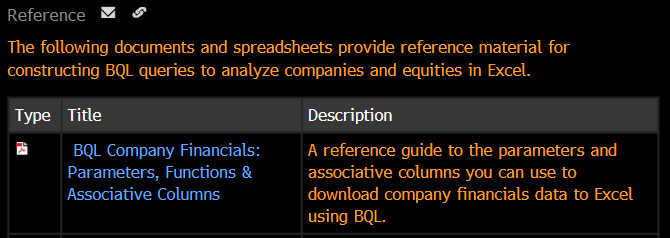 Reference
The following documents and spreadsheets provide reference material for
constructing BQL queries to analyze companies and equities in Excel.
Type Title Description
BQL Company Financials: A reference guide to the parameters and
Parameters, Functions & associative columns you can use to
Associative Columns download company financials data to Excel
using BQL.